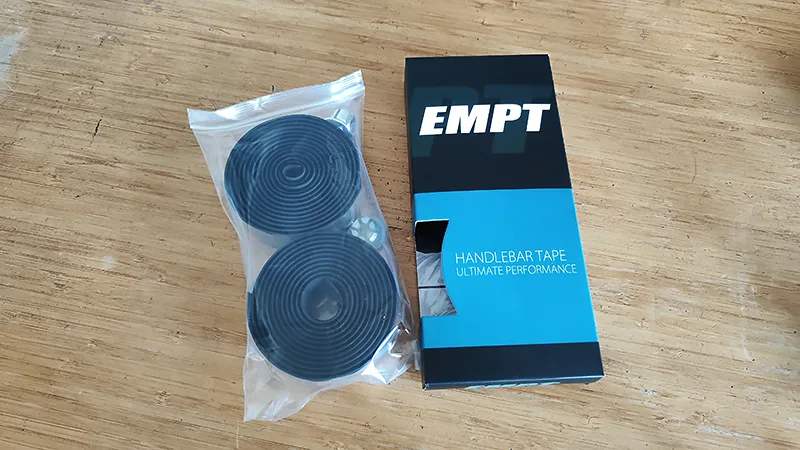 EMPT
HANDLEBAR TAPE
ULTIMATE PERFORMANCE